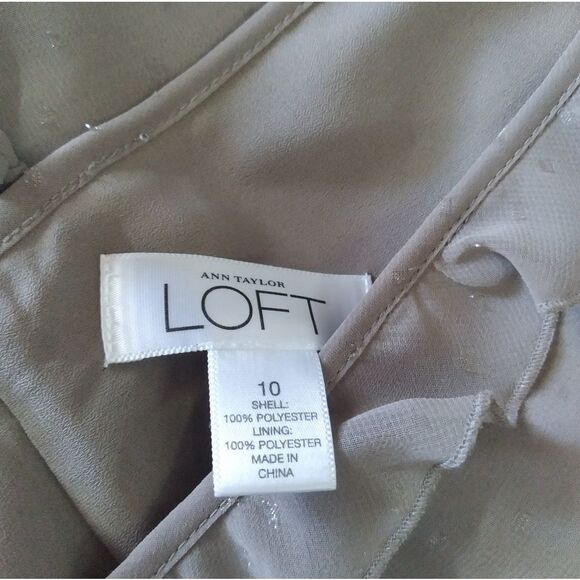 ANN TAYLOR
LOFT
10
SHELL:
100% POLYESTER
LINING:
100% POLYESTER
MADE IN
CHINA